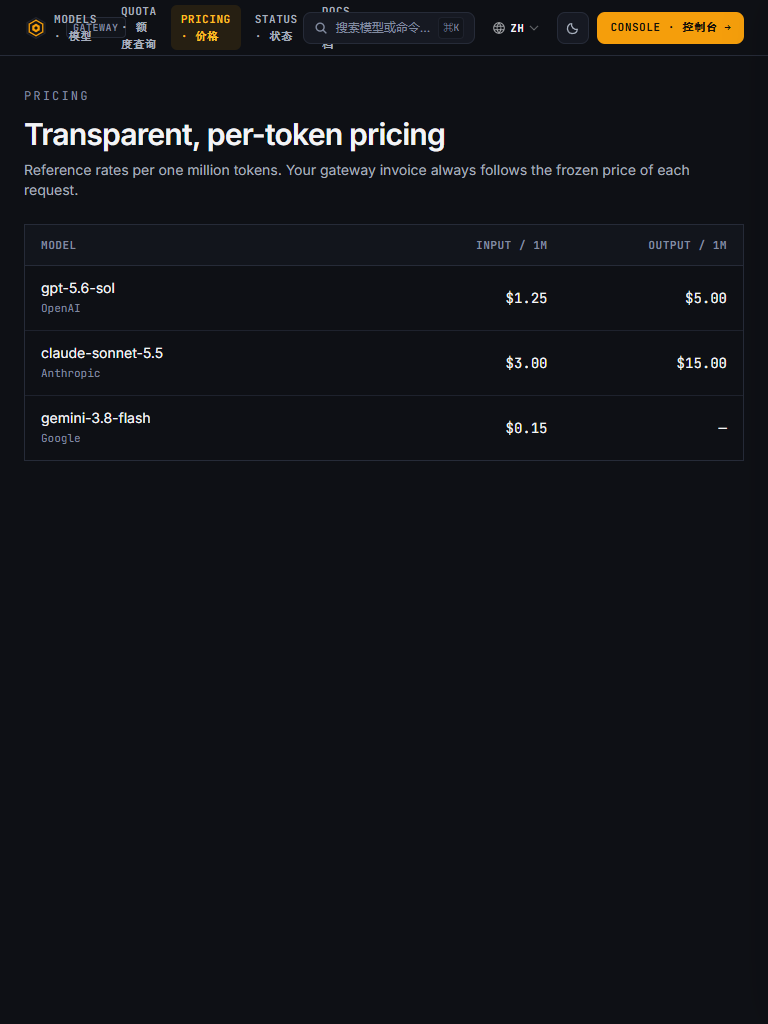 MODELS
· 模型
GATEWAY
QUOTA
· 额
度查询
PRICING
· 价格
STATUS
· 状态
DOCS
搜索模型或命令... ⌘K
ZH
CONSOLE · 控制台 →
PRICING
Transparent, per-token pricing
Reference rates per one million tokens. Your gateway invoice always follows the frozen price of each
request.
MODEL INPUT / 1M OUTPUT / 1M
gpt-5.6-sol
OpenAI
$1.25 $5.00
claude-sonnet-5.5
Anthropic
$3.00 $15.00
gemini-3.8-flash
Google
$0.15 —